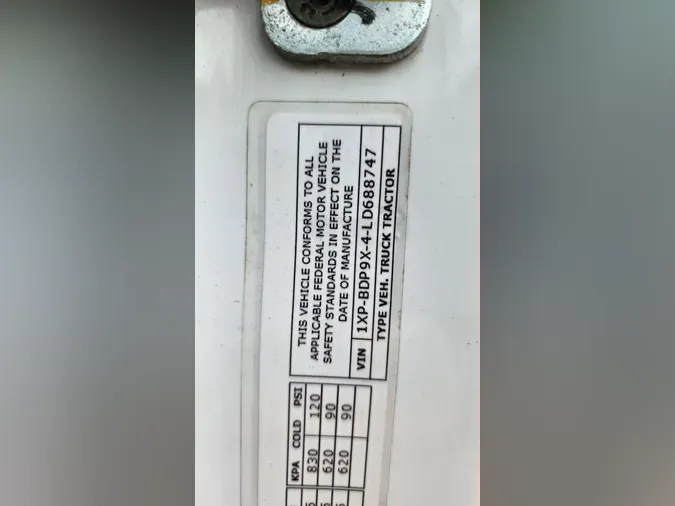 KPA COLD PSI
830 120
620 90
620 90
THIS VEHICLE CONFORMS TO ALL
APPLICABLE FEDERAL MOTOR VEHICLE
SAFETY STANDARDS IN EFFECT ON THE
DATE OF MANUFACTURE
VIN 1XP-BDP9X-4-LD688747
TYPE VEH. TRUCK TRACTOR